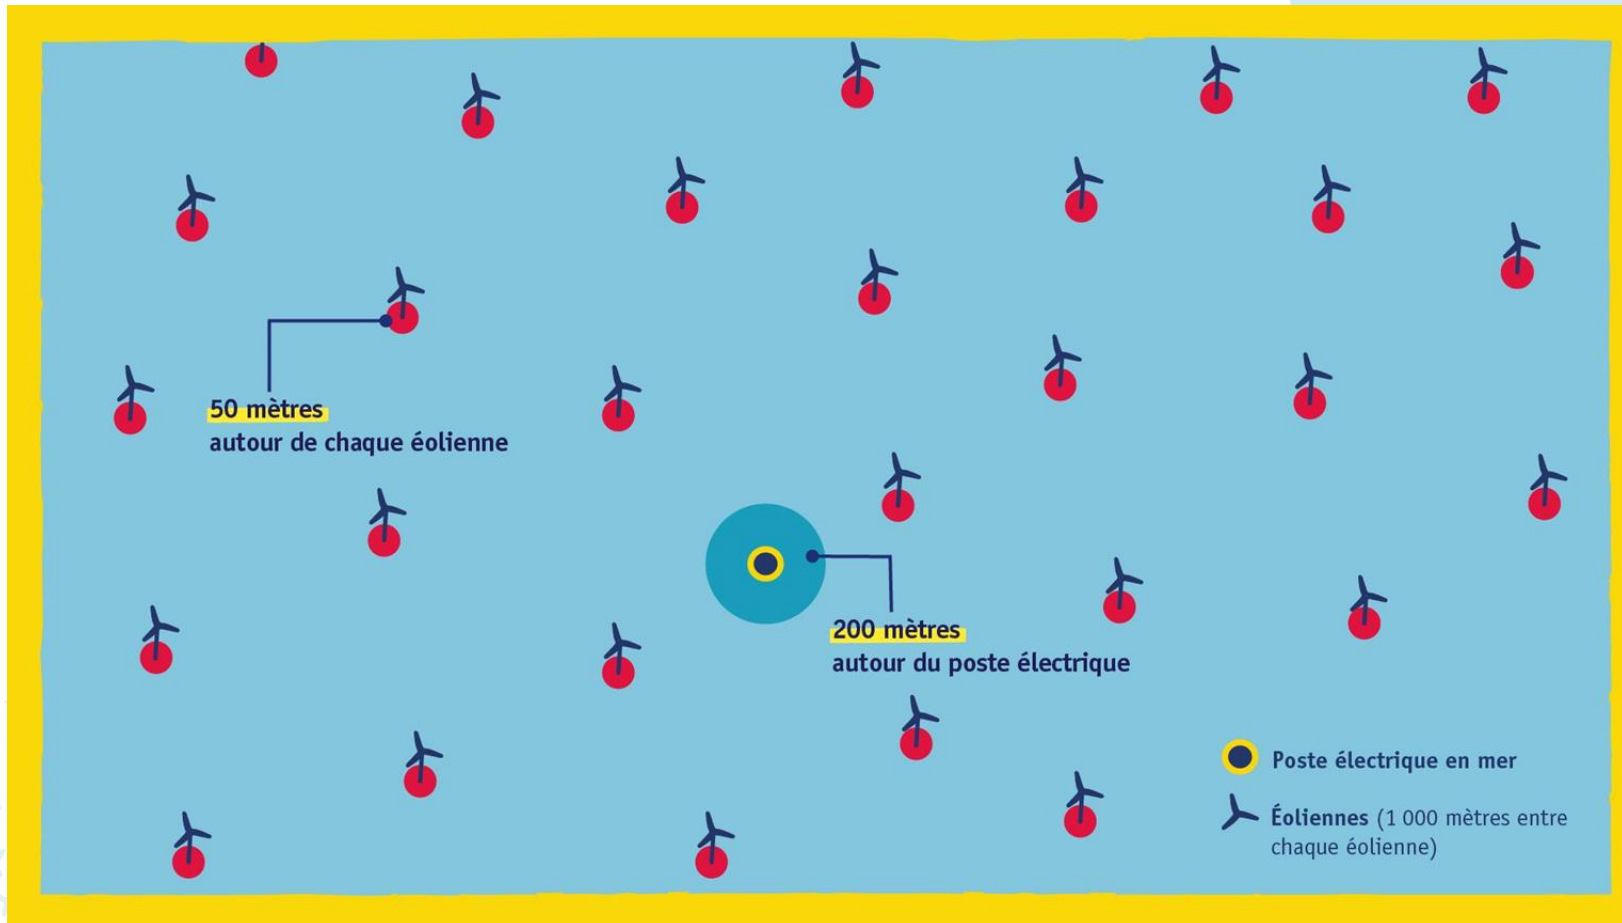 50 mètres
autour de chaque éolienne
200 mètres
autour du poste électrique
Poste électrique en mer
Éoliennes (1 000 mètres entre
chaque éolienne)